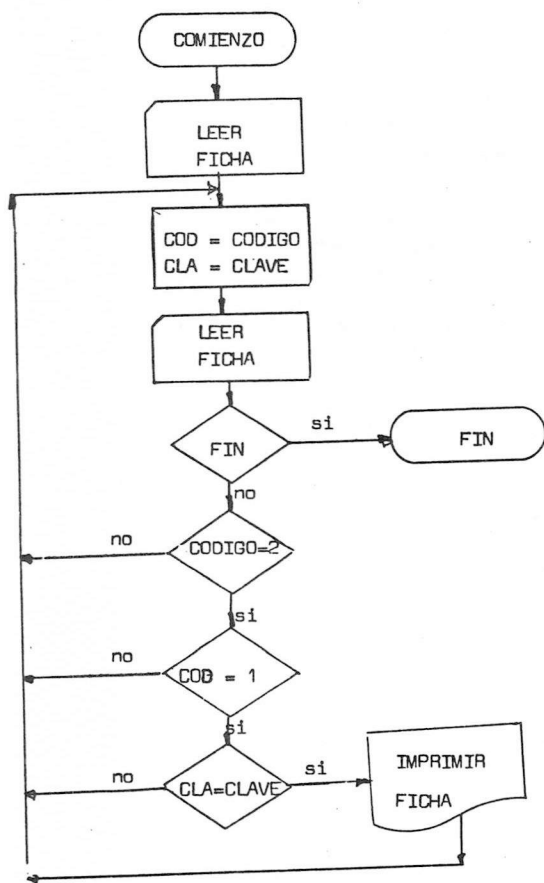 COMIENZO
LEER
FICHA
COD = CODIGO
CLA = CLAVE
LEER
FICHA
FIN
si
FIN
no
CODIGO=2
no
si
COD = 1
no
si
CLA=CLAVE
no
si
IMPRIMIR
FICHA